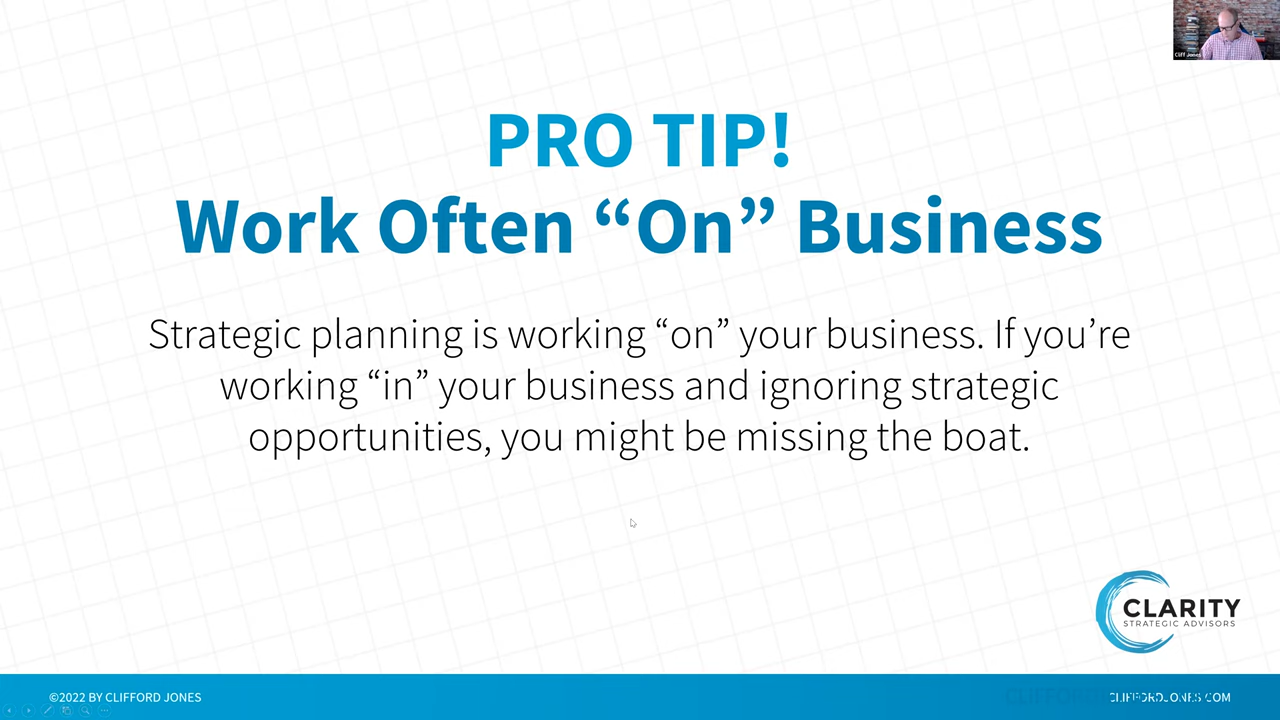 Cliff Jones
PRO TIP!
Work Often “On” Business
Strategic planning is working “on” your business. If you’re
working “in” your business and ignoring strategic
opportunities, you might be missing the boat.
CLARITY
STRATEGIC ADVISORS
©2022 BY CLIFFORD JONES
CLIFFORDJONES.COM